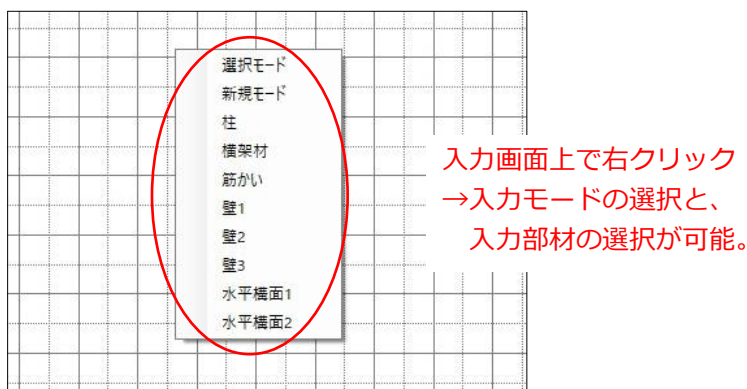 選択モード
新規モード
柱
横架材
筋かい
壁1
壁2
壁3
水平構面1
水平構面2
入力画面上で右クリック
→入力モードの選択と、
入力部材の選択が可能。